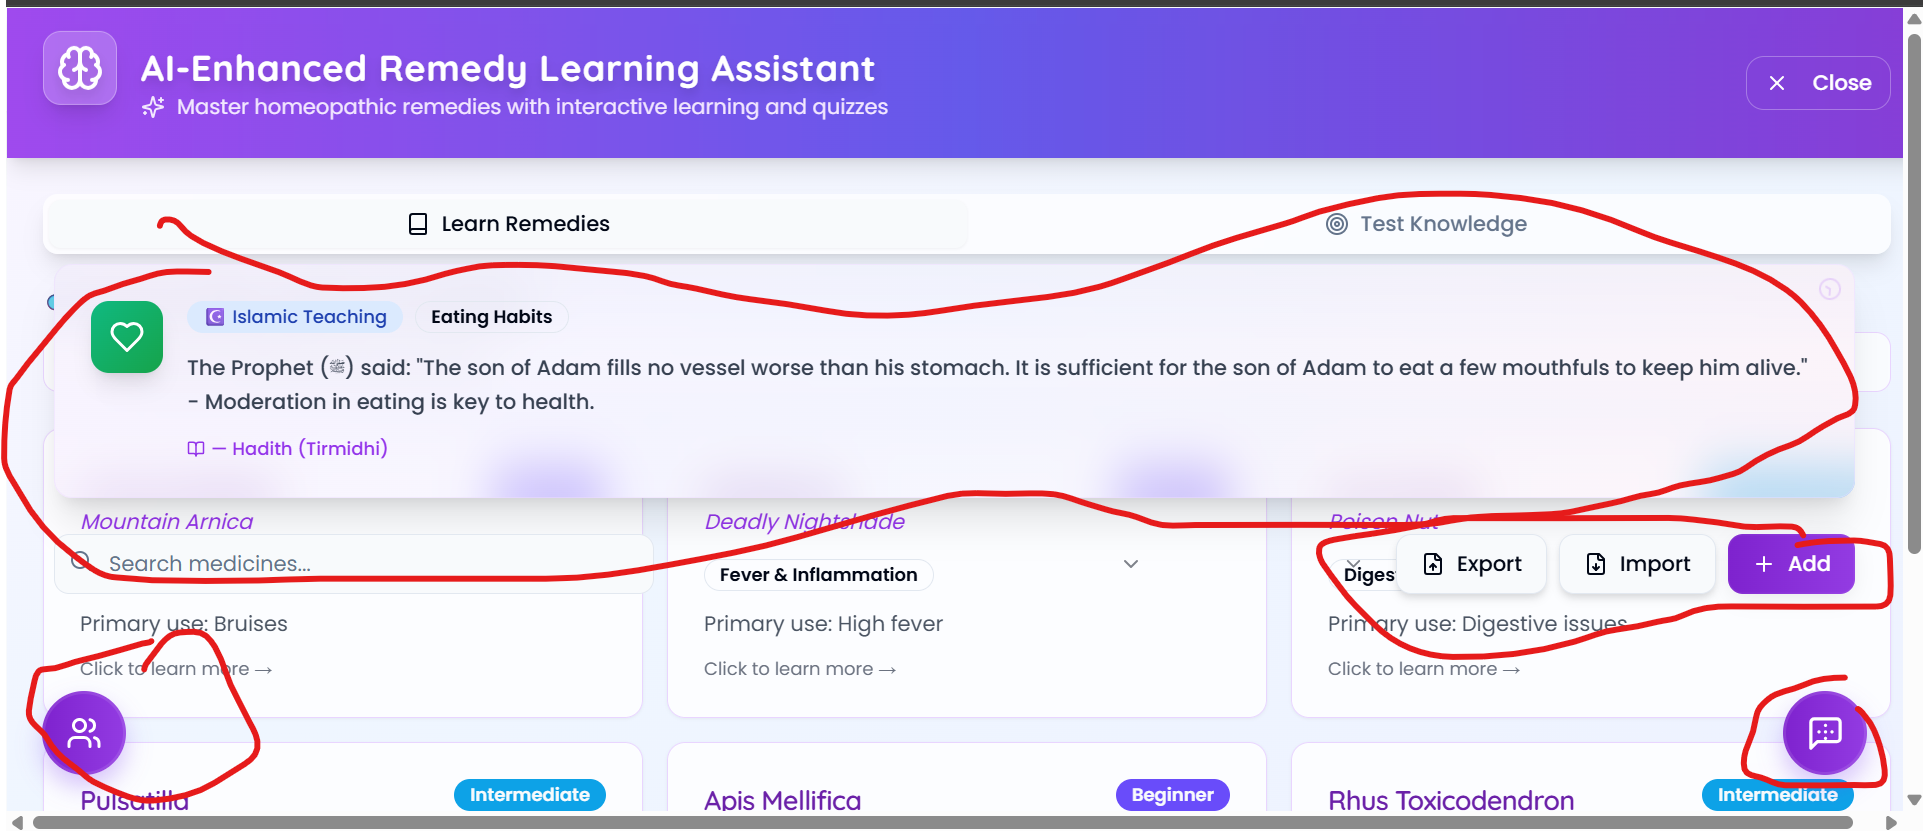 AI-Enhanced Remedy Learning Assistant
Master homeopathic remedies with interactive learning and quizzes
Close
Learn Remedies
Test Knowledge
Islamic Teaching
Eating Habits
The Prophet (ﷺ) said: "The son of Adam fills no vessel worse than his stomach. It is sufficient for the son of Adam to eat a few mouthfuls to keep him alive."
- Moderation in eating is key to health.
— Hadith (Tirmidhi)
Mountain Arnica
Deadly Nightshade
Poison Nut
Search medicines...
Fever & Inflammation
Diges
Export
Import
+ Add
Primary use: Bruises
Primary use: High fever
Primary use: Digestive issues
Click to learn more →
Click to learn more →
Click to learn more →
Pulsatilla
Intermediate
Apis Mellifica
Beginner
Rhus Toxicodendron
Intermediate